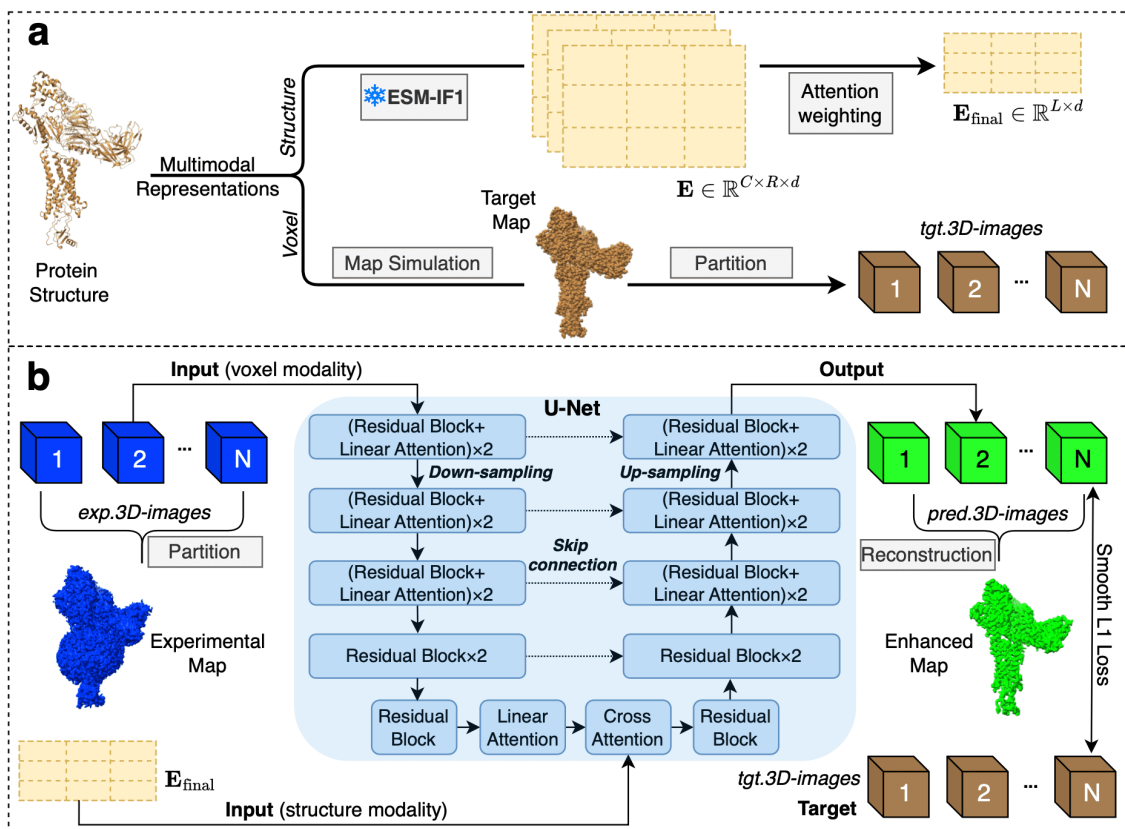 a
Structure
ESM-IF1
Attention
weighting
E_final ∈ ℝ^{L×d}
Multimodal
Representations
E ∈ ℝ^{C×R×d}
Voxel
Target
Map
tgt.3D-images
Map Simulation
Partition
1
2
...
N
Protein
Structure
b
Input (voxel modality)
Output
U-Net
1
2
...
N
exp.3D-images
Partition
Experimental
Map
(Residual Block+
Linear Attention)×2
Down-sampling
(Residual Block+
Linear Attention)×2
(Residual Block+
Linear Attention)×2
Residual Block×2
Skip
connection
(Residual Block+
Linear Attention)×2
Up-sampling
(Residual Block+
Linear Attention)×2
(Residual Block+
Linear Attention)×2
Residual Block×2
Residual
Block
Linear
Attention
Cross
Attention
Residual
Block
1
2
...
N
pred.3D-images
Reconstruction
Enhanced
Map
Smooth L1 Loss
E_final
Input (structure modality)
tgt.3D-images
Target
1
2
...
N